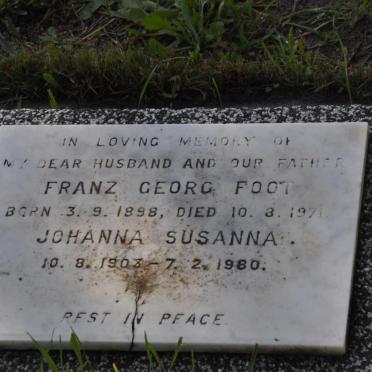 IN LOVING MEMORY OF
MY DEAR HUSBAND AND OUR FATHER
FRANZ GEORG FOOT
BORN 3. 9. 1898, DIED 10. 8. 1971.
JOHANNA SUSANNA.
10. 8. 1903 – 7. 2. 1980.
REST IN PEACE